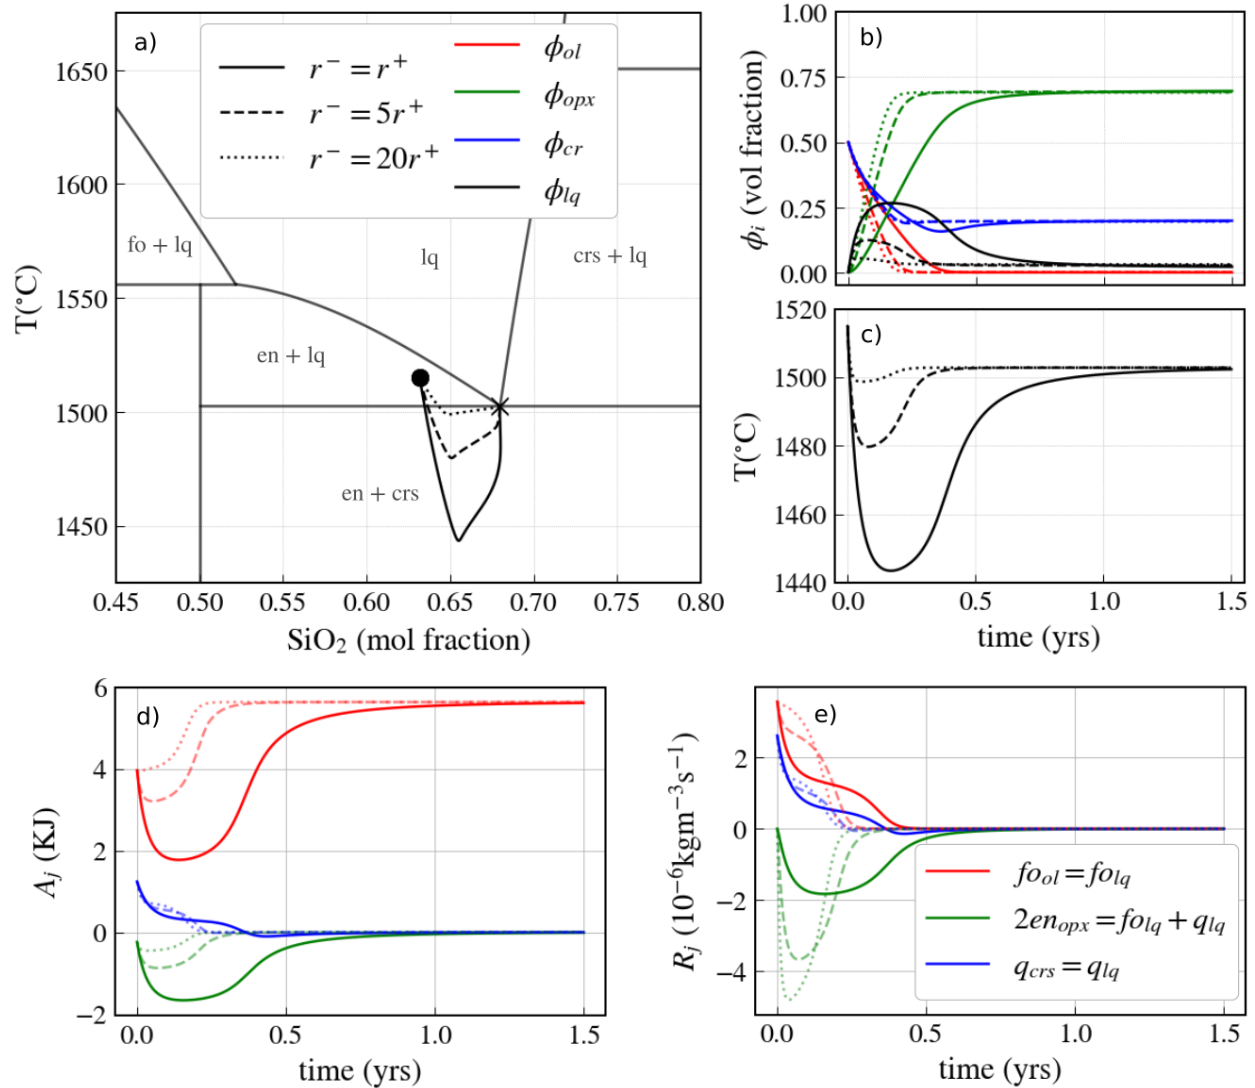 a)
1650
1600
1550
1500
1450
T(°C)
0.45 0.50 0.55 0.60 0.65 0.70 0.75 0.80
SiO₂ (mol fraction)
r⁻ = r⁺
r⁻ = 5r⁺
r⁻ = 20r⁺
ϕ_ol
ϕ_opx
ϕ_cr
ϕ_lq
fo + lq
lq
crs + lq
en + lq
en + crs
b)
1.00
0.75
0.50
0.25
0.00
ϕ_i (vol fraction)
c)
1520
1500
1480
1460
1440
T(°C)
0.0 0.5 1.0 1.5
time (yrs)
d)
6
4
2
0
−2
A_j (KJ)
0.0 0.5 1.0 1.5
time (yrs)
e)
2
0
−2
−4
R_j (10⁻⁶kgm⁻³s⁻¹)
fo_ol = fo_lq
2en_opx = fo_lq + q_lq
q_crs = q_lq
0.0 0.5 1.0 1.5
time (yrs)